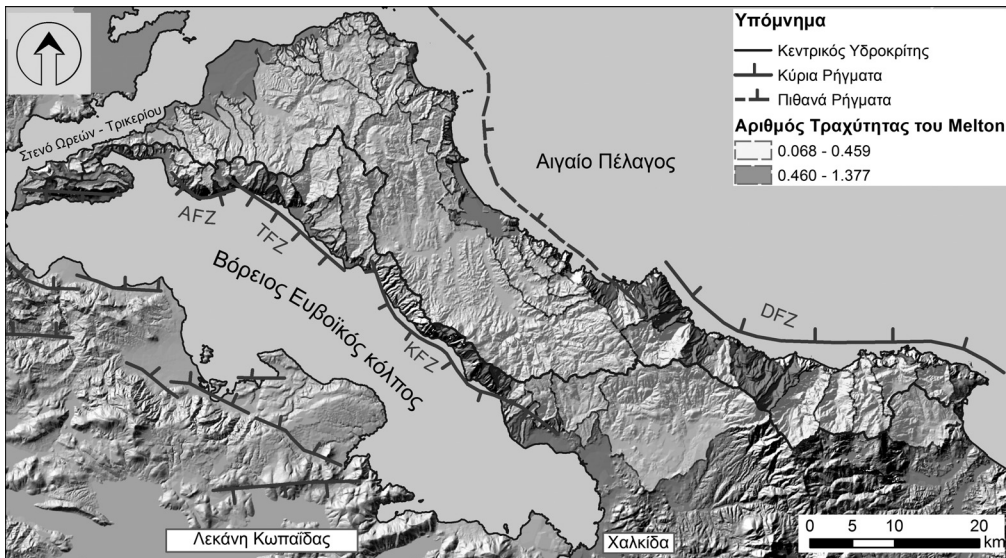 Υπόμνημα
Κεντρικός Υδροκρίτης
Κύρια Ρήγματα
Πιθανά Ρήγματα
Αριθμός Τραχύτητας του Melton
0.068 - 0.459
0.460 - 1.377
Στενό Ωρεών - Τρικερίου
Αιγαίο Πέλαγος
AFZ
TFZ
Βόρειος Ευβοϊκός κόλπος
KFZ
DFZ
Λεκάνη Κωπαΐδας
Χαλκίδα
0 5 10 20
km